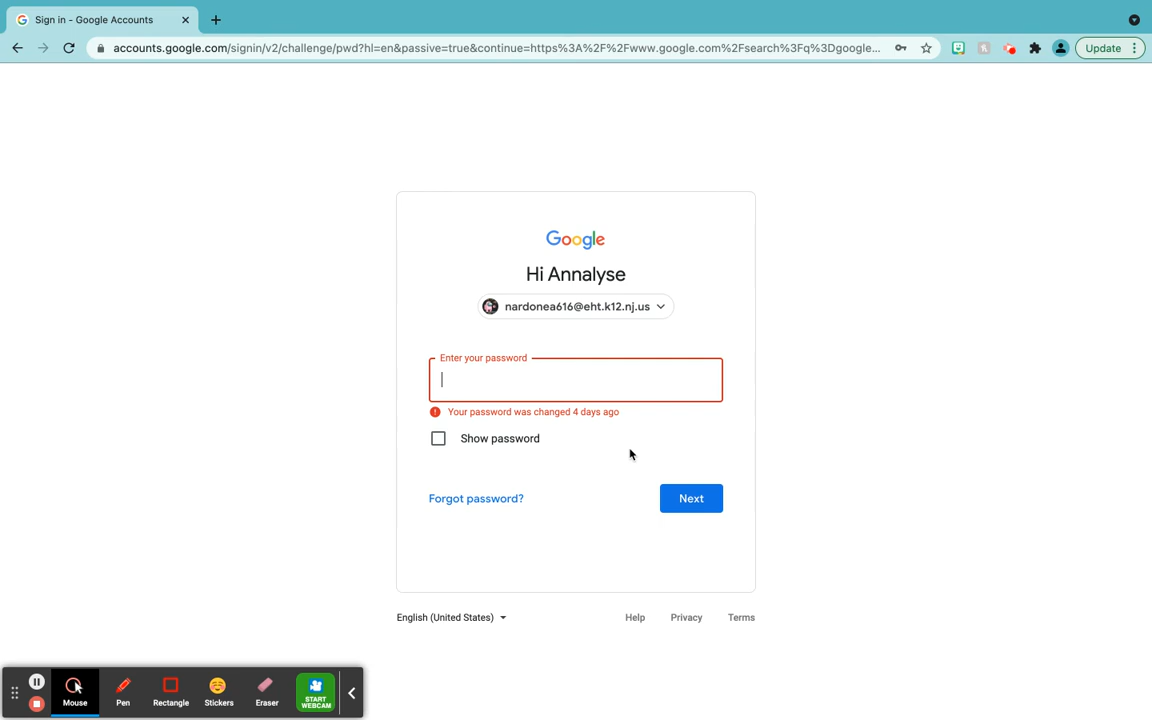 Sign in - Google Accounts
accounts.google.com/signin/v2/challenge/pwd?hl=en&passive=true&continue=https%3A%2F%2Fwww.google.com%2Fsearch%3Fq%3Dgoogle...
Update
Google
Hi Annalyse
nardonea616@eht.k12.nj.us
Enter your password
Your password was changed 4 days ago
Show password
Forgot password?
Next
English (United States)
Help
Privacy
Terms
Mouse
Pen
Rectangle
Stickers
Eraser
START
WEBCAM